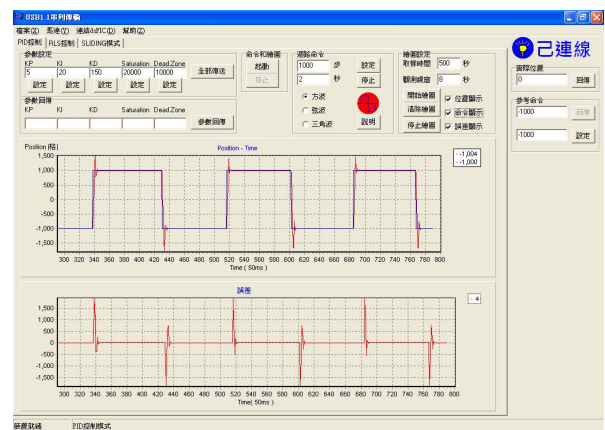 USB1.1串列傳輸
檔案(X) 馬達(Y) 連結dsPIC(Q) 幫助(Z)
PID控制 RLS控制 SLIDING模式
參數設定
KP KI KD Saturation Dead Zone
5 20 150 20000 10000 全部傳送
設定 設定 設定 設定 設定
參數回傳
KP KI KD Saturation Dead Zone
參數回傳
命令和繪圖
起動
停止
週期命令
1000 步 設定
2 秒 停止
方波
弦波
三角波
說明
繪圖設定
取樣時間 500 秒
觀測視窗 8 秒
開始繪圖 位置顯示
清除繪圖 命令顯示
停止繪圖 誤差顯示
已連線
實際位置
0 回傳
參考命令
-1000 回傳
-1000 設定
Position (格) Position - Time
-1,004
-1,000
1,500
1,000
500
0
-500
-1,000
-1,500
300 320 340 360 380 400 420 440 460 480 500 520 540 560 580 600 620 640 660 680 700 720 740 760 780 800
Time ( 50ms )
誤差
4
1,500
1,000
500
0
-500
-1,000
-1,500
300 320 340 360 380 400 420 440 460 480 500 520 540 560 580 600 620 640 660 680 700 720 740 760 780 800
Time( 50ms )
裝置就緒 PID控制模式